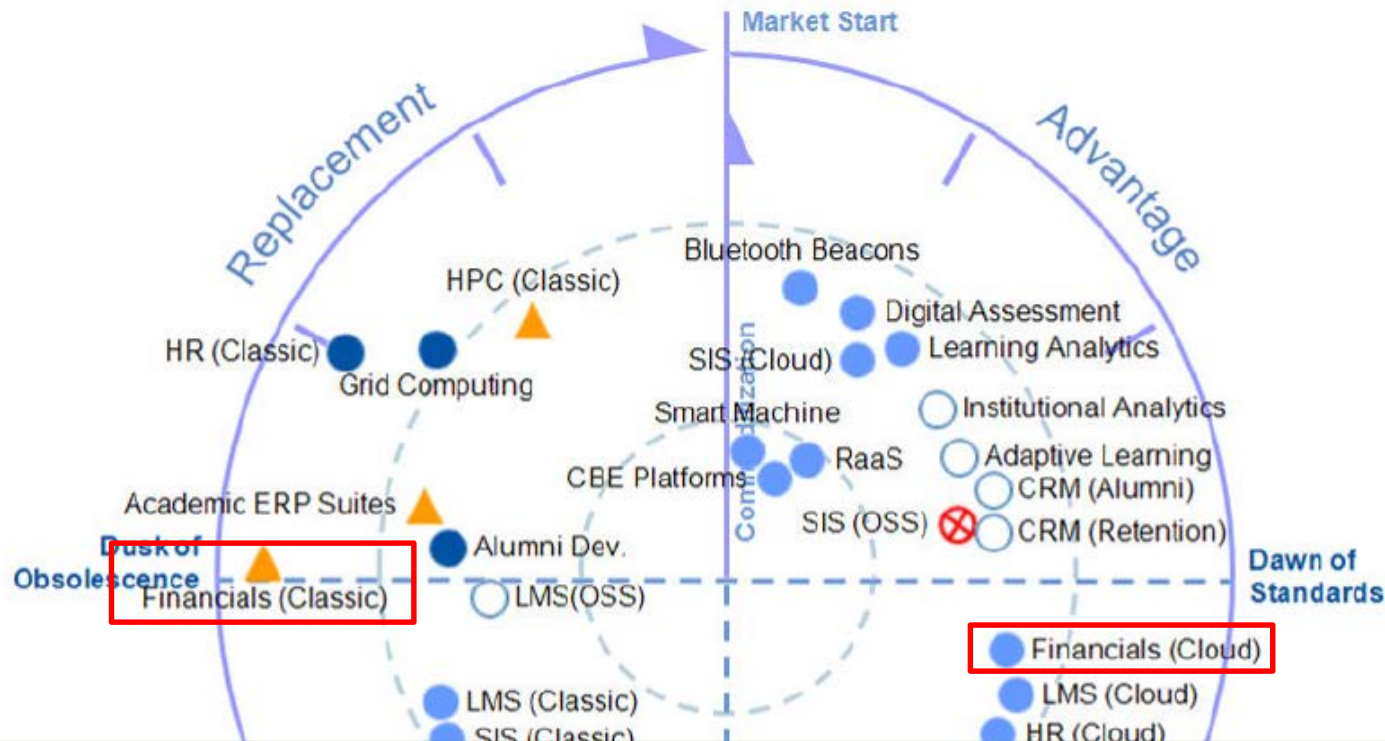 Market Start
Replacement
Advantage
Bluetooth Beacons
HPC (Classic)
Digital Assessment
HR (Classic)
SIS (Cloud)
Learning Analytics
Grid Computing
Smart Machine
Institutional Analytics
CBE Platforms
RaaS
Adaptive Learning
CRM (Alumni)
Academic ERP Suites
SIS (OSS)
CRM (Retention)
Dusk of
Obsolescence
Alumni Dev.
Dawn of
Standards
Financials (Classic)
LMS(OSS)
Financials (Cloud)
LMS (Classic)
LMS (Cloud)
SIS (Classic)
HR (Cloud)